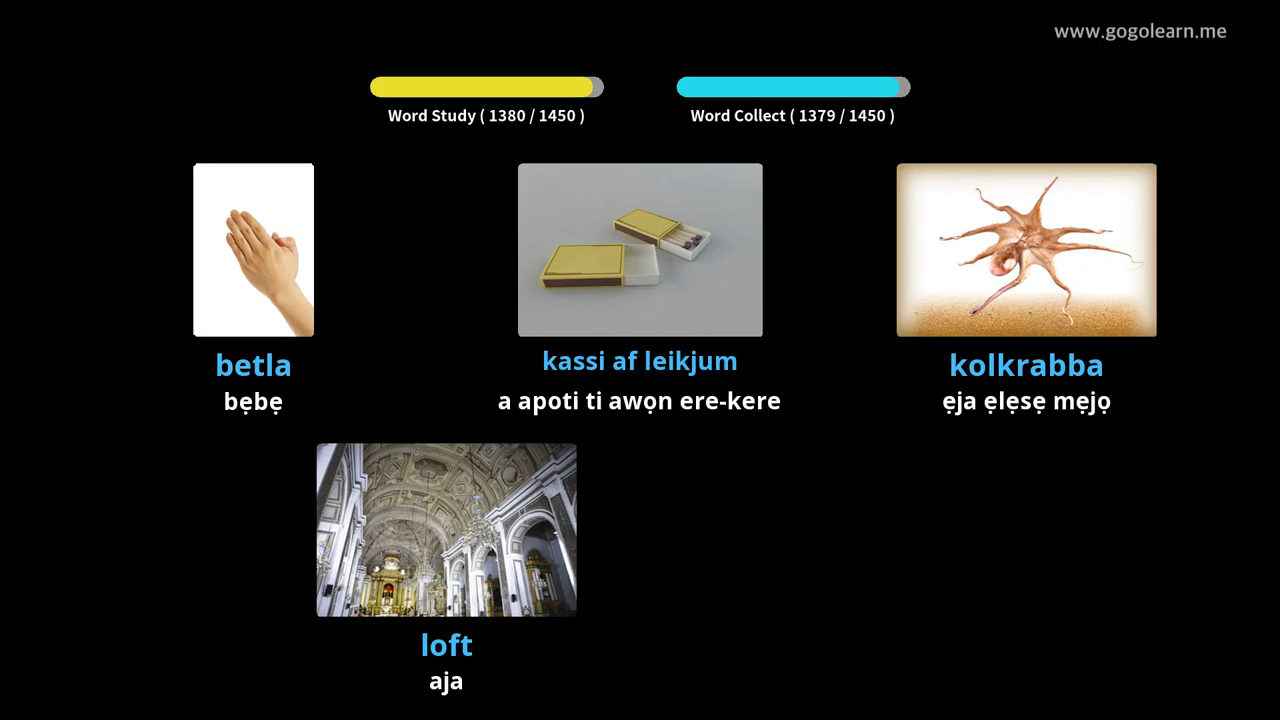 www.gogolearn.me
Word Study ( 1380 / 1450 )
Word Collect ( 1379 / 1450 )
betla
bẹbẹ
kassi af leikjum
a apoti ti awọn ere-kere
kolkrabba
ẹja ẹlẹsẹ mẹjọ
loft
aja